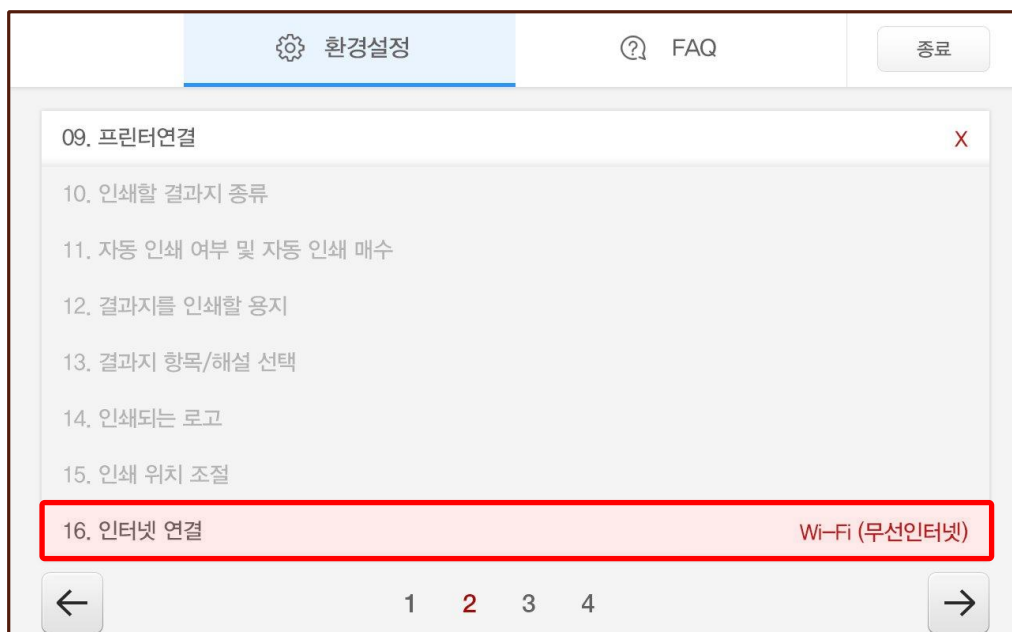 환경설정 FAQ 종료
09. 프린터연결 X
10. 인쇄할 결과지 종류
11. 자동 인쇄 여부 및 자동 인쇄 매수
12. 결과지를 인쇄할 용지
13. 결과지 항목/해설 선택
14. 인쇄되는 로고
15. 인쇄 위치 조절
16. 인터넷 연결 Wi-Fi (무선인터넷)
1 2 3 4